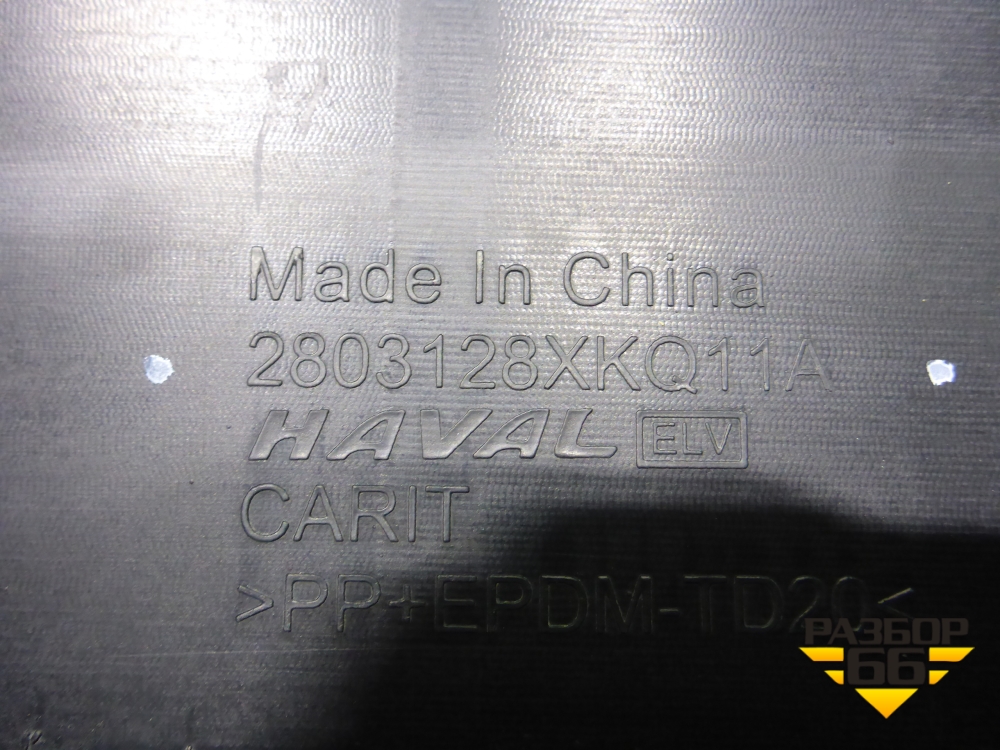 Made In China
2803128XKQ11A
HAVAL ELV
CARIT
>PP+EPDM-TD20<
РАЗБОР
66